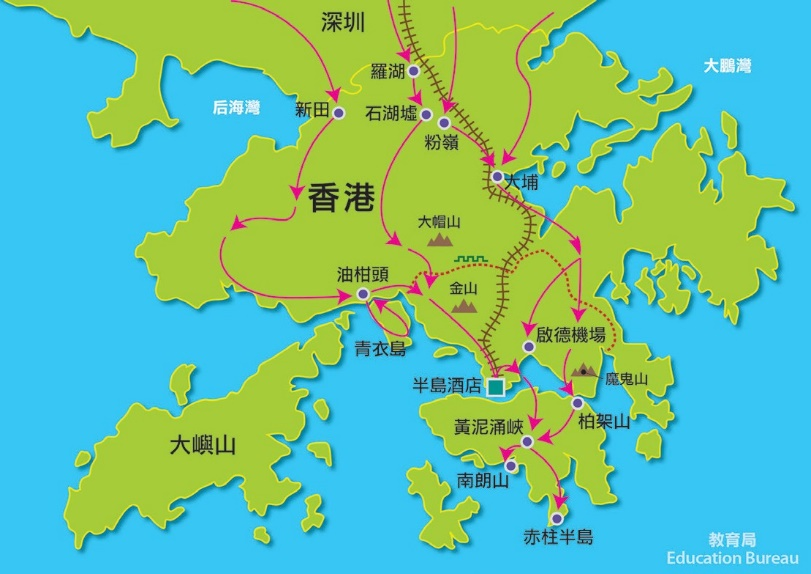 深圳
大鵬灣
羅湖
后海灣
新田
石湖墟
粉嶺
大埔
香港
大帽山
油柑頭
金山
啟德機場
青衣島
魔鬼山
半島酒店
柏架山
黃泥涌峽
大嶼山
南朗山
赤柱半島
教育局
Education Bureau